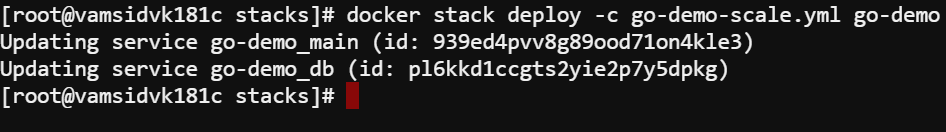 [root@vamsidvk181c stacks]# docker stack deploy -c go-demo-scale.yml go-demo
Updating service go-demo_main (id: 939ed4pvv8g89ood71on4kle3)
Updating service go-demo_db (id: pl6kkd1ccgts2yie2p7y5dpkg)
[root@vamsidvk181c stacks]#